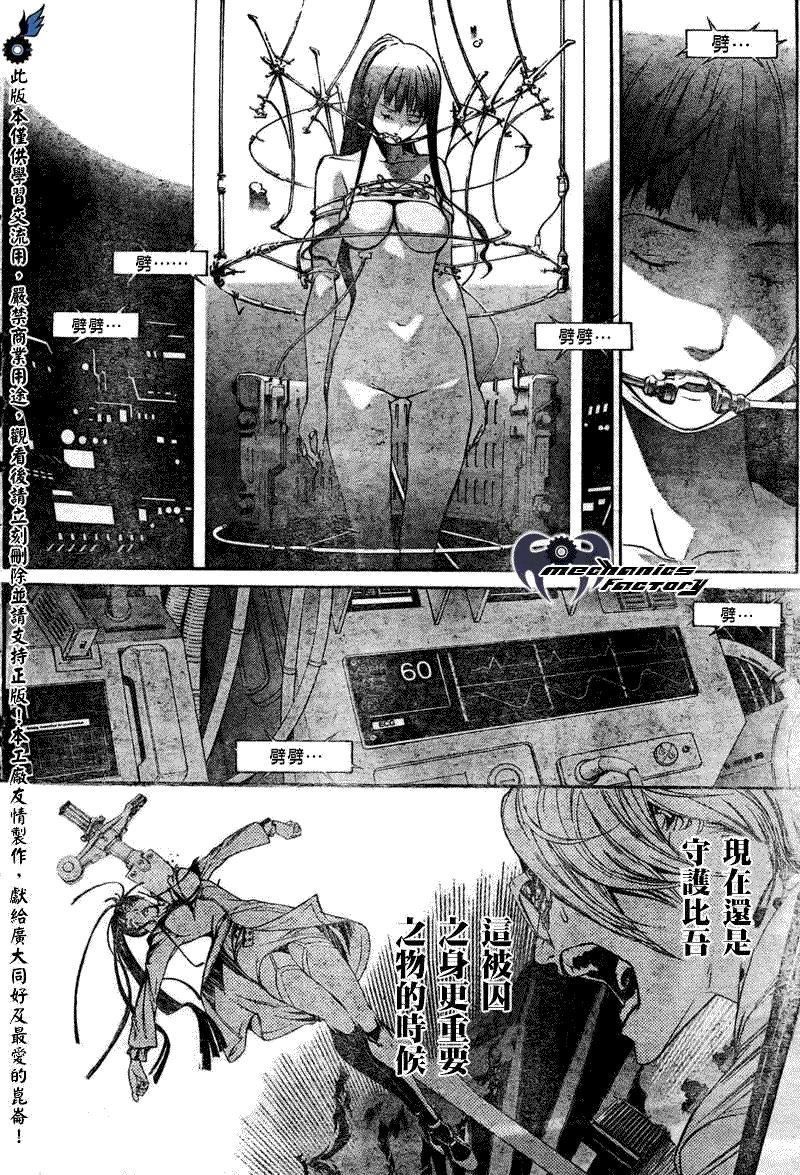 劈…
劈……
劈劈…
劈劈…
mechanics
factory
劈…
60
ECG
劈劈…
現在還是
守護比吾
這被囚
之身更重要
之物的時候
此版本僅供學習交流用，嚴禁商業用途，觀看後請立刻刪除並請支持正版！本工廠友情製作，獻給廣大同好及最愛的崑崙！